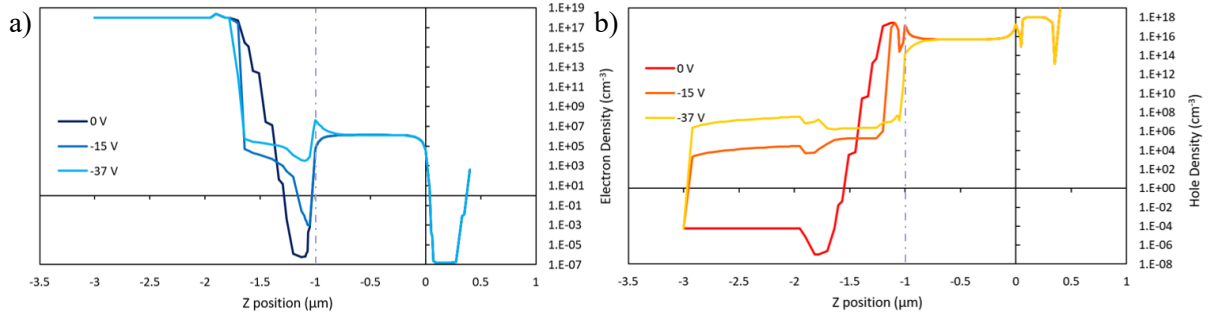 a)
0 V
-15 V
-37 V
1.E+19
1.E+17
1.E+15
1.E+13
1.E+11
1.E+09
1.E+07
1.E+05
1.E+03
1.E+01
1.E-01
1.E-03
1.E-05
1.E-07
Electron Density (cm-3)
-3.5 -3 -2.5 -2 -1.5 -1 -0.5 0 0.5 1
Z position (µm)
b)
0 V
-15 V
-37 V
1.E+18
1.E+16
1.E+14
1.E+12
1.E+10
1.E+08
1.E+06
1.E+04
1.E+02
1.E+00
1.E-02
1.E-04
1.E-06
1.E-08
Hole Density (cm-3)
-3.5 -3 -2.5 -2 -1.5 -1 -0.5 0 0.5 1
Z position (µm)